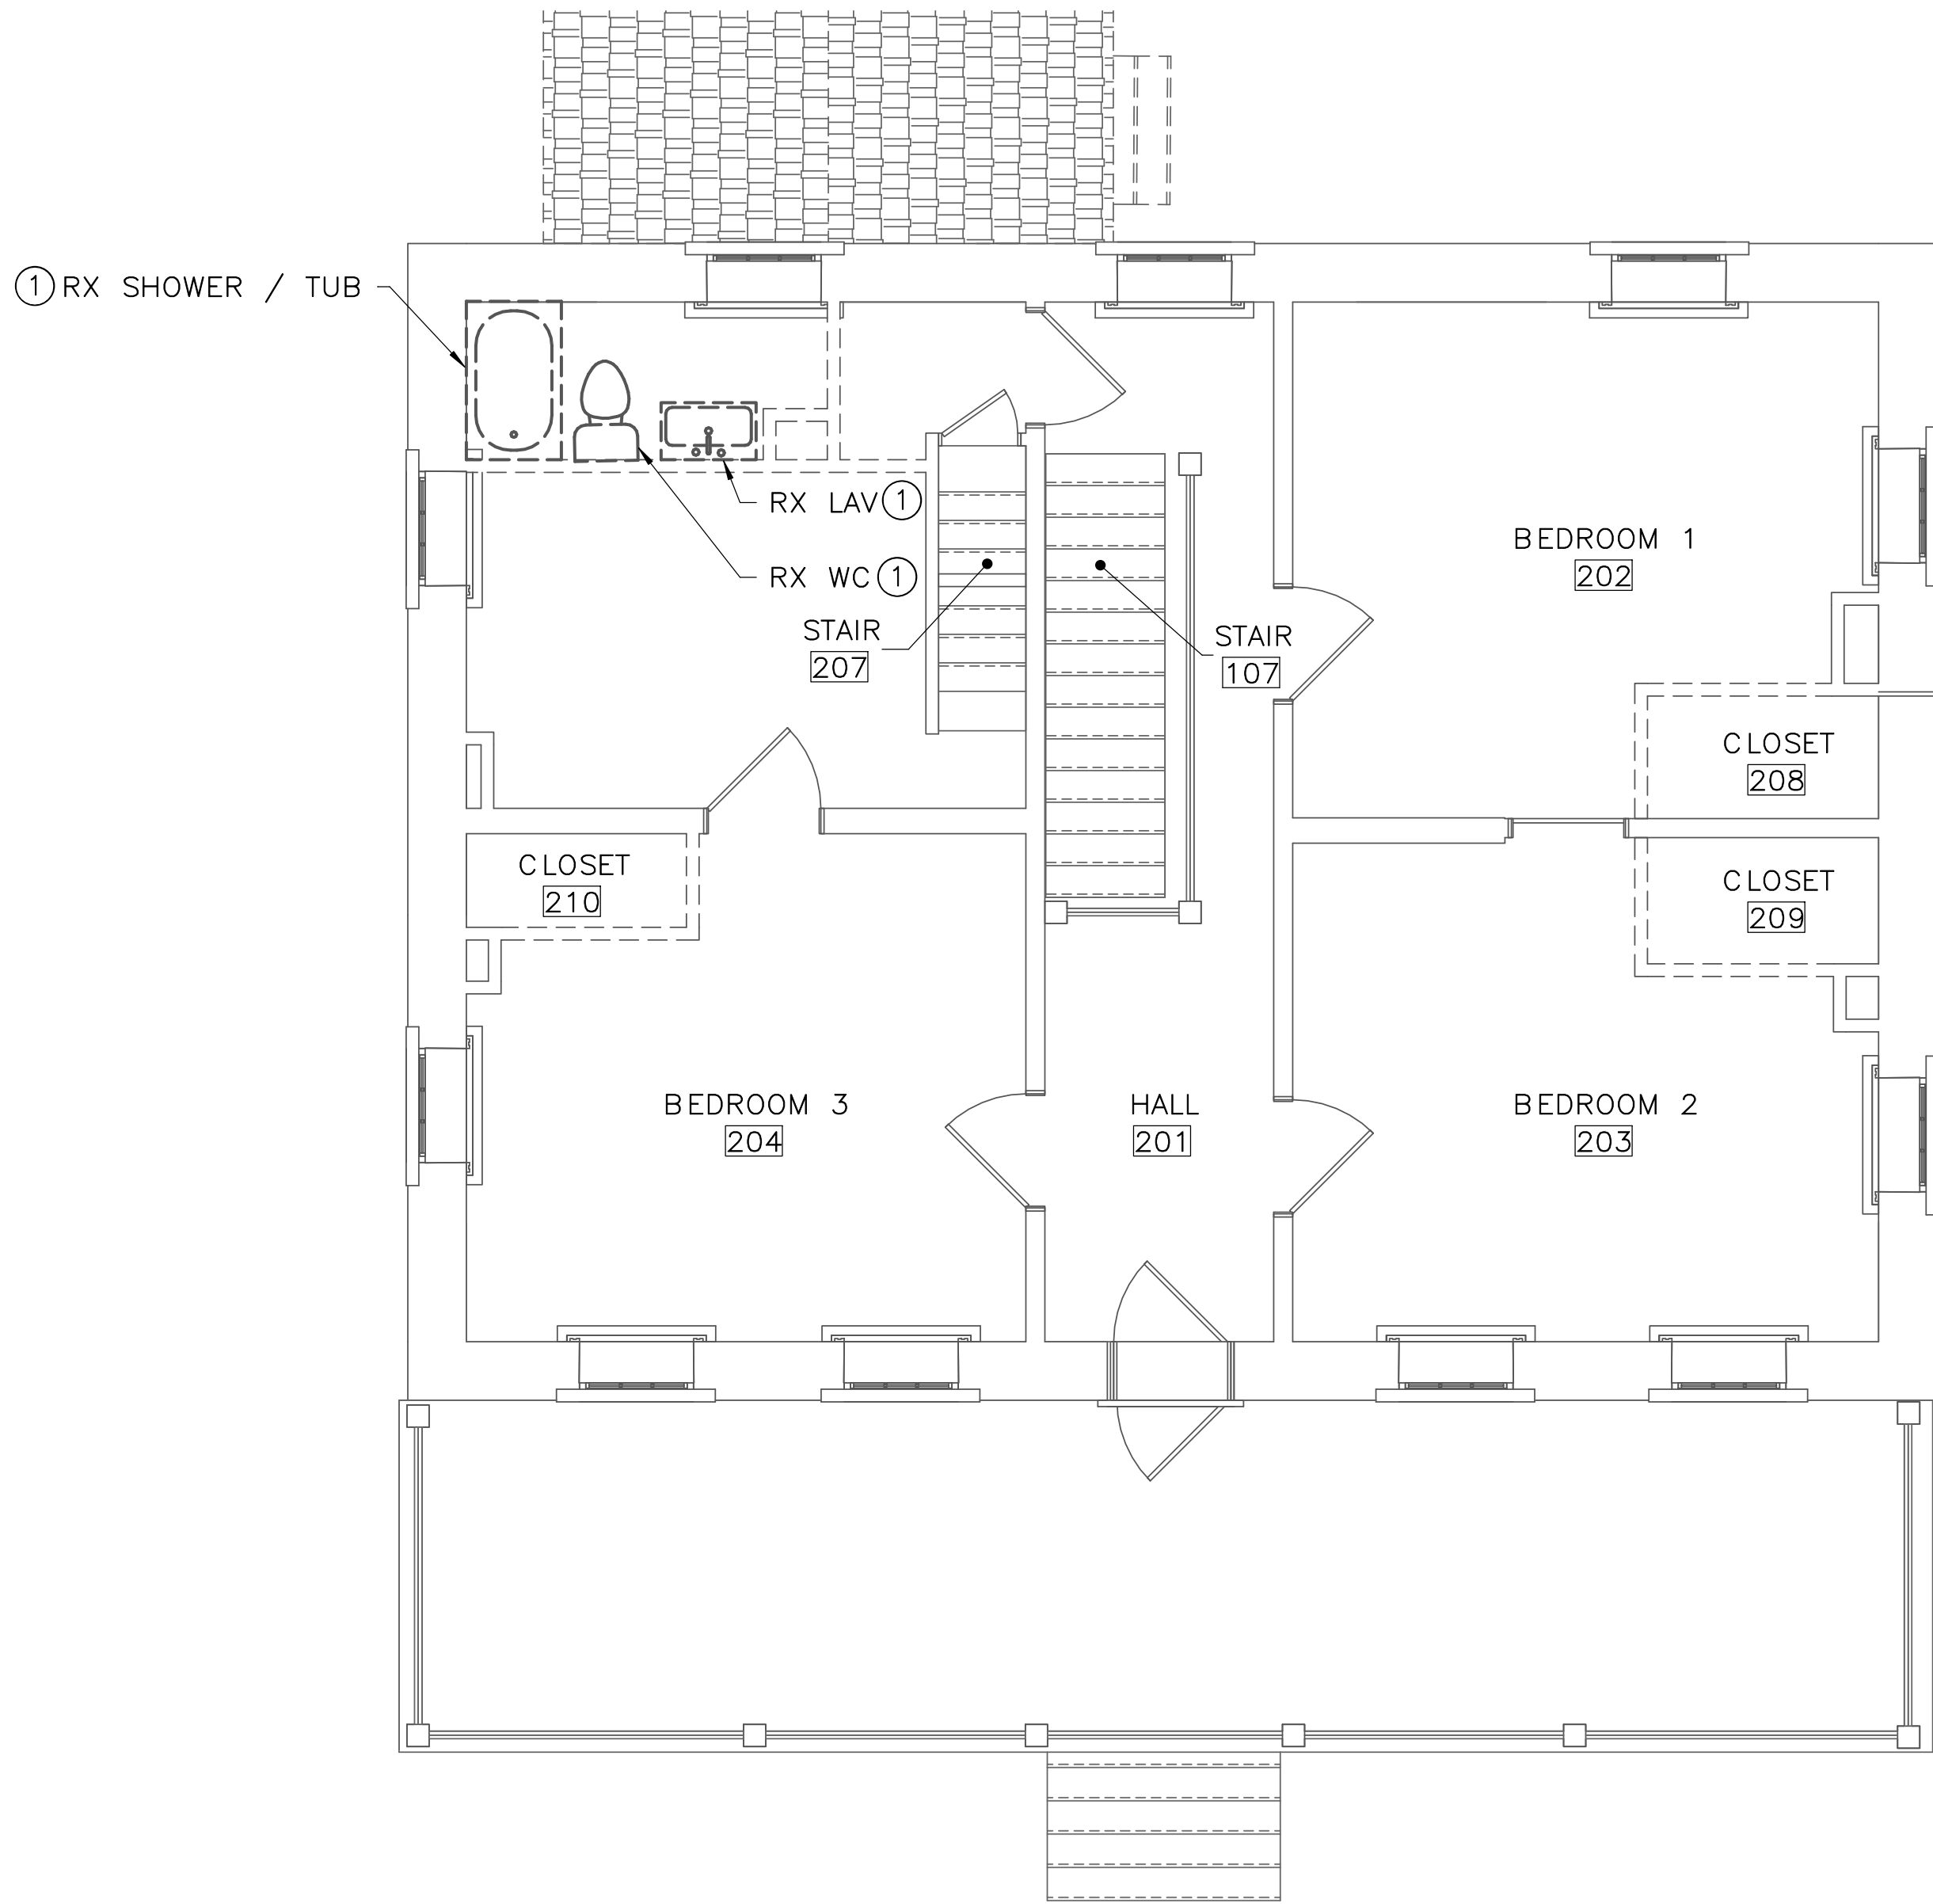 ① RX SHOWER / TUB
RX LAV ①
RX WC ①
STAIR
207
STAIR
107
BEDROOM 1
202
CLOSET
208
CLOSET
210
CLOSET
209
BEDROOM 3
204
HALL
201
BEDROOM 2
203